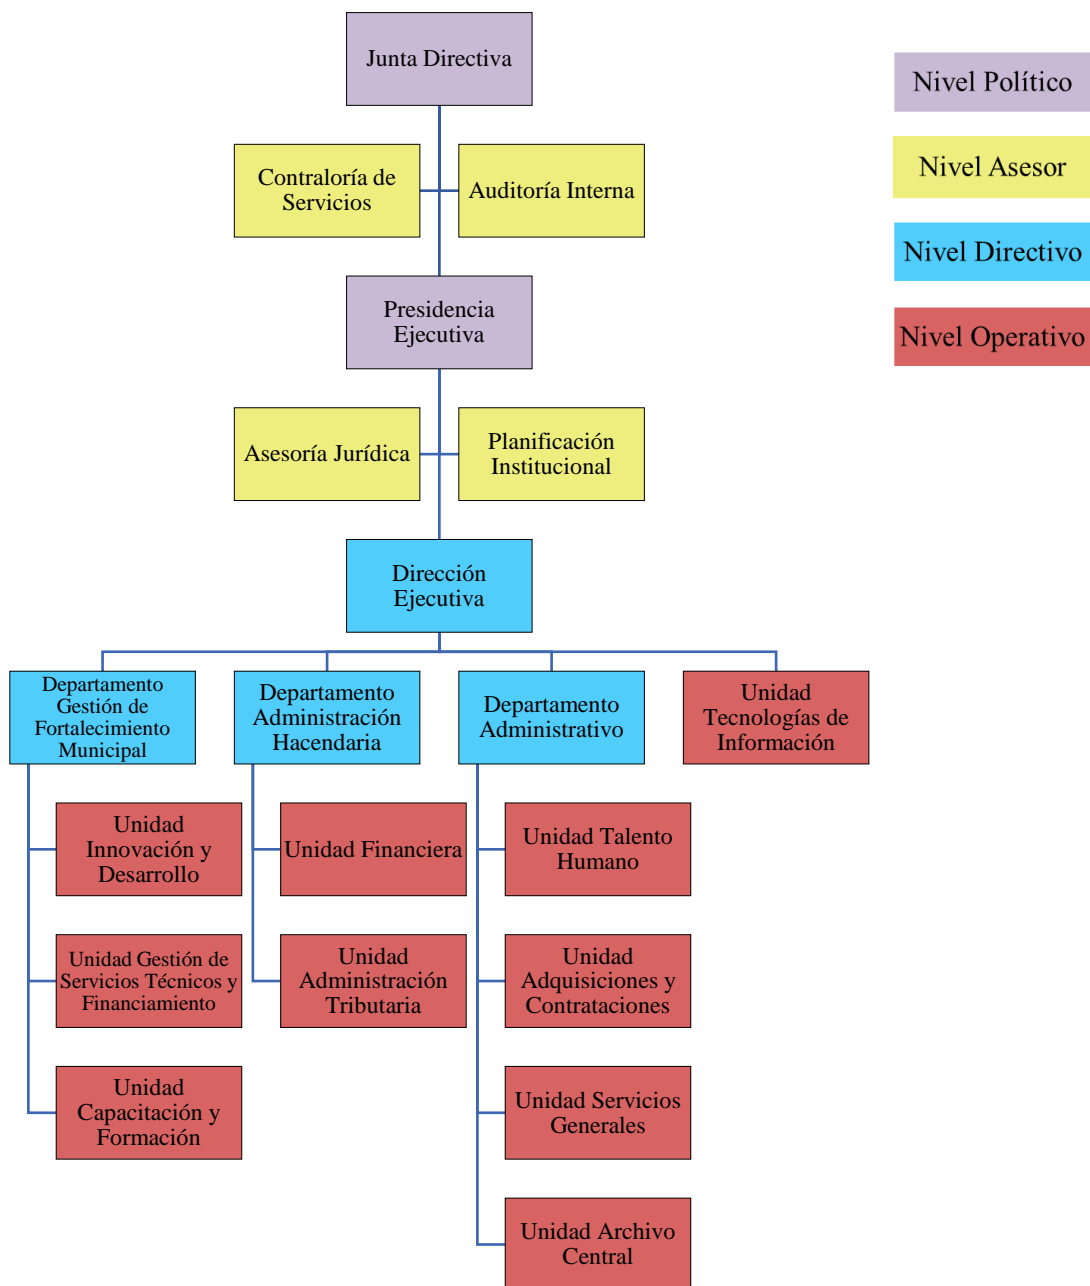 Junta Directiva
Contraloría de
Servicios
Auditoría Interna
Presidencia
Ejecutiva
Asesoría Jurídica
Planificación
Institucional
Dirección
Ejecutiva
Departamento
Gestión de
Fortalecimiento
Municipal
Departamento
Administración
Hacendaria
Departamento
Administrativo
Unidad
Tecnologías de
Información
Unidad
Innovación y
Desarrollo
Unidad Gestión de
Servicios Técnicos y
Financiamiento
Unidad
Capacitación y
Formación
Unidad Financiera
Unidad
Administración
Tributaria
Unidad Talento
Humano
Unidad
Adquisiciones y
Contrataciones
Unidad Servicios
Generales
Unidad Archivo
Central
Nivel Político
Nivel Asesor
Nivel Directivo
Nivel Operativo